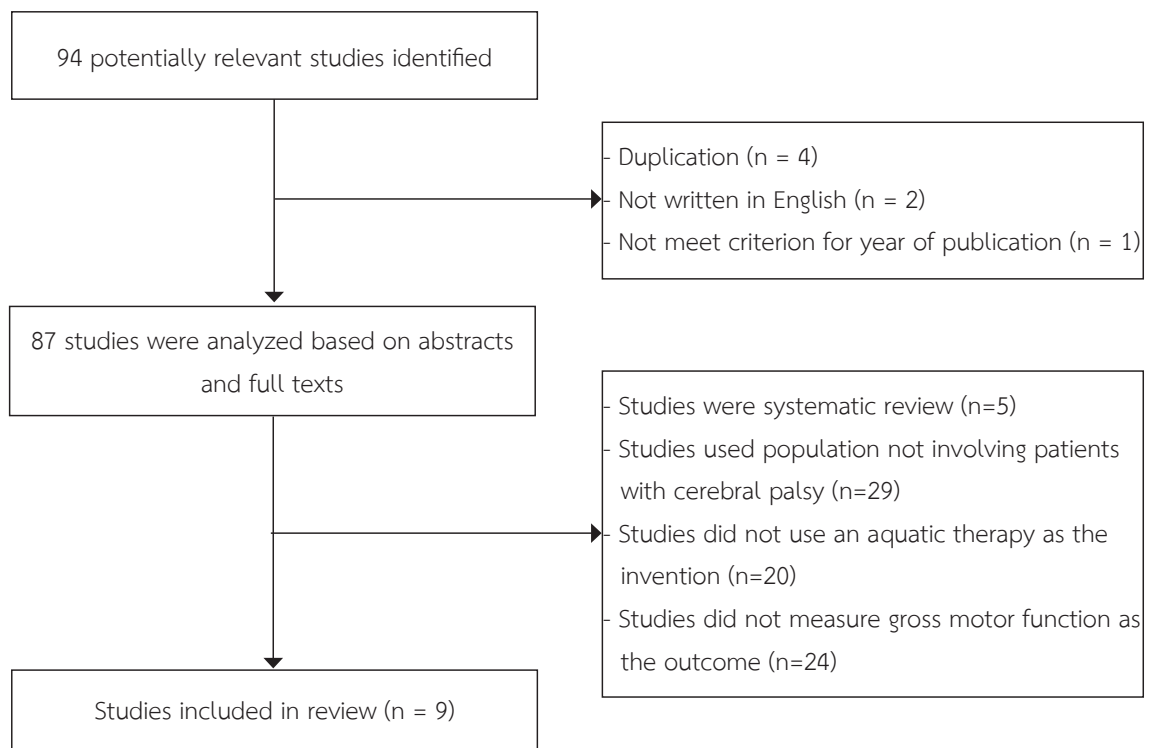 94 potentially relevant studies identified
- Duplication (n = 4)
- Not written in English (n = 2)
- Not meet criterion for year of publication (n = 1)
87 studies were analyzed based on abstracts
and full texts
- Studies were systematic review (n=5)
- Studies used population not involving patients
with cerebral palsy (n=29)
- Studies did not use an aquatic therapy as the
invention (n=20)
- Studies did not measure gross motor function as
the outcome (n=24)
Studies included in review (n = 9)